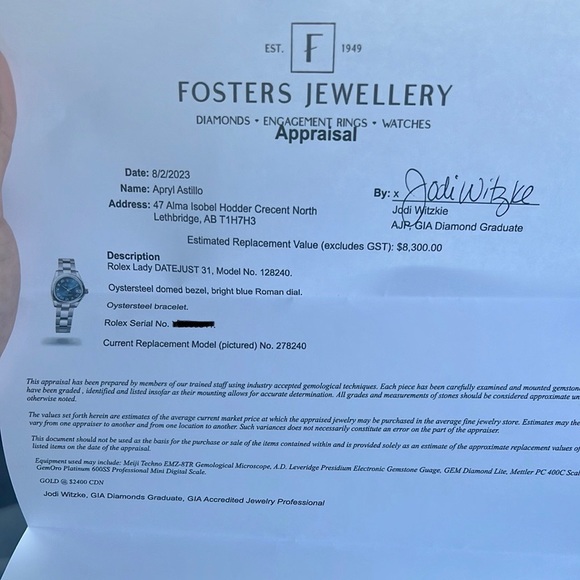 EST. F 1949
FOSTERS JEWELLERY
DIAMONDS • ENGAGEMENT RINGS • WATCHES
Appraisal
Date: 8/2/2023
Name: Apryl Astillo
Address: 47 Alma Isobel Hodder Crecent North
Lethbridge, AB T1H7H3
By: x Jodi Witzke
Jodi Witzkie
AJP, GIA Diamond Graduate
Estimated Replacement Value (excludes GST): $8,300.00
Description
Rolex Lady DATEJUST 31, Model No. 128240.
Oystersteel domed bezel, bright blue Roman dial.
Oystersteel bracelet.
Rolex Serial No.
Current Replacement Model (pictured) No. 278240
This appraisal has been prepared by members of our trained staff using industry accepted gemological techniques. Each piece has been carefully examined and mounted gemston
have been graded , identified and listed insofar as their mounting allows for accurate determination. All grades and measurements of stones should be considered approximate un
otherwise noted.
The values set forth herein are estimates of the average current market price at which the appraised jewelry may be purchased in the average fine jewelry store. Estimates may the
vary from one appraiser to another and from one location to another. Such variances does not necessarily constitute an error on the part of the appraiser.
This document should not be used as the basis for the purchase or sale of the items contained within and is provided solely as an estimate of the approximate replacement values of
listed items on the date of the appraisal.
Equipment used may include: Meiji Techno EMZ-8TR Gemological Microscope, A.D. Leveridge Presidium Electronic Gemstone Guage, GEM Diamond Lite, Mettler PC 400C Scal
GemOro Platinum 600SS Professional Mini Digital Scale.
GOLD @ $2400 CDN
Jodi Witzke, GIA Diamonds Graduate, GIA Accredited Jewelry Professional